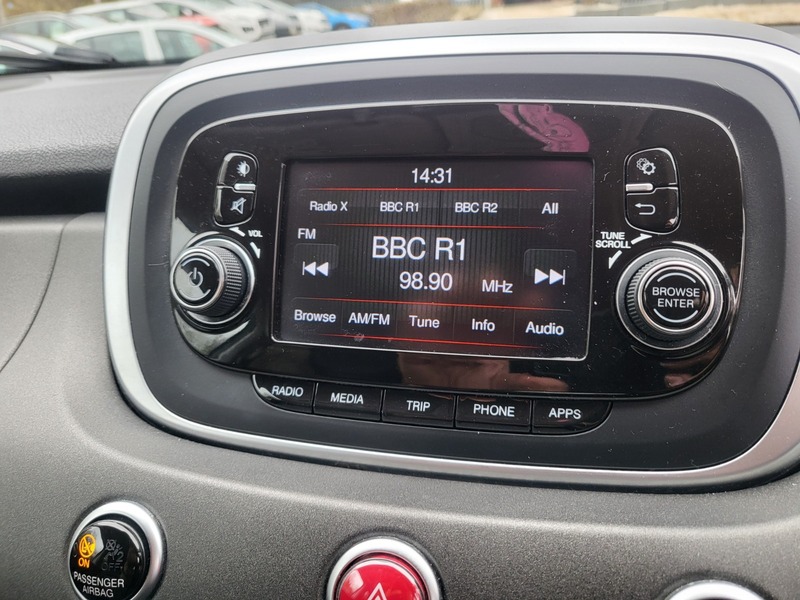 14:31
Radio X BBC R1 BBC R2 All
FM
BBC R1
98.90 MHz
Browse AM/FM Tune Info Audio
VOL
TUNE
SCROLL
BROWSE
ENTER
RADIO MEDIA TRIP PHONE APPS
ON
PASSENGER
AIRBAG